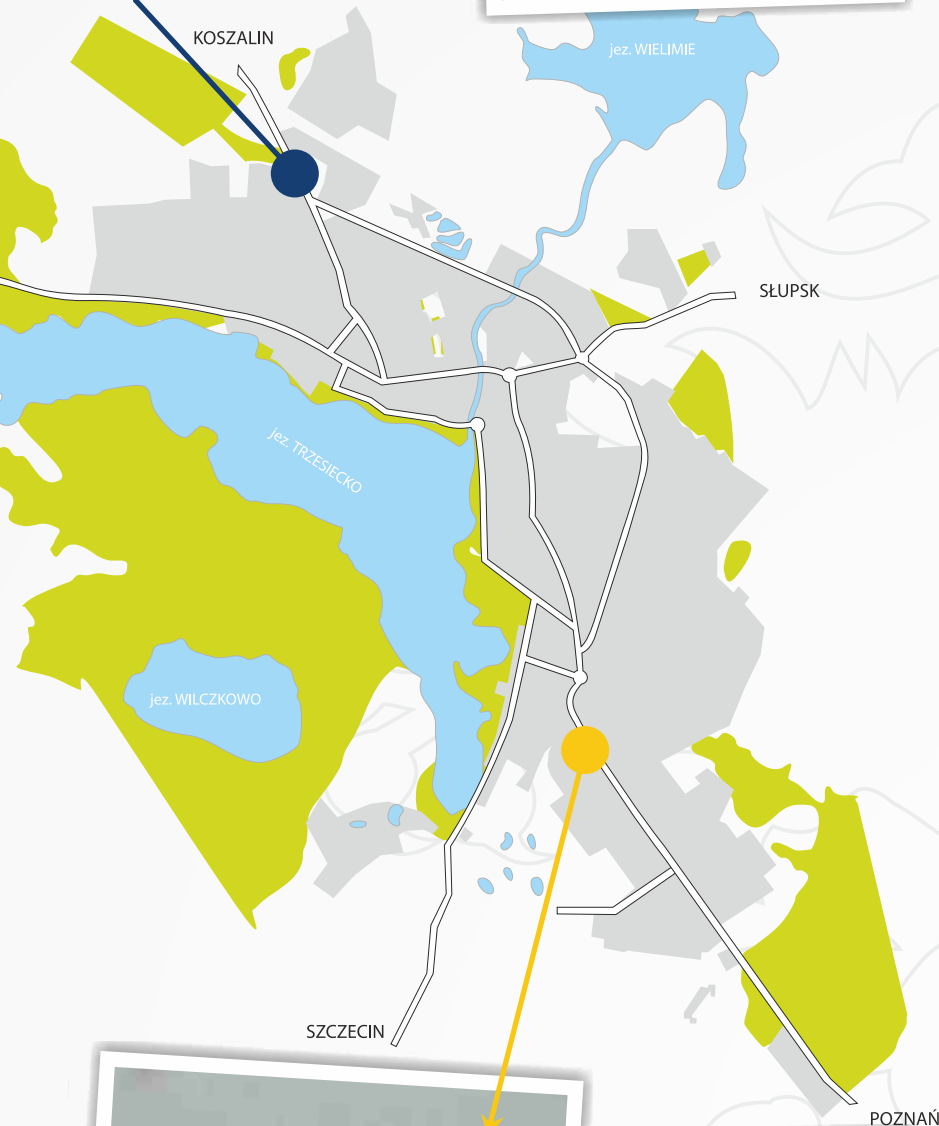 KOSZALIN
jez. WIELIMIE
SŁUPSK
jez. TRZESIECKO
jez. WILCZKOWO
SZCZECIN
POZNAŃ